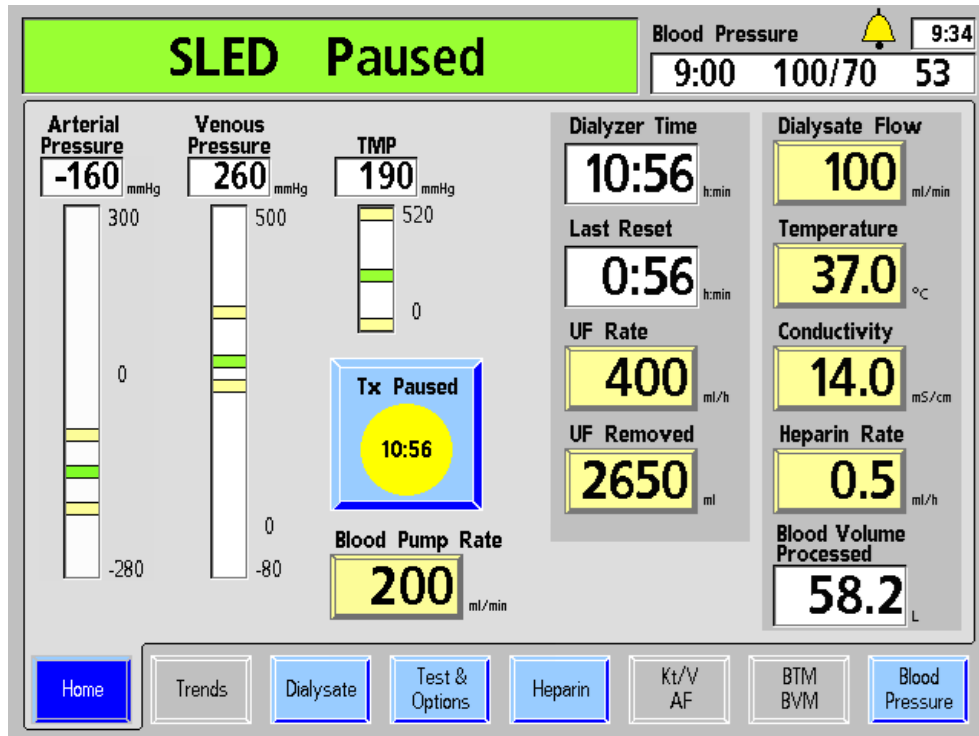 SLED Paused
Blood Pressure
9:34
9:00 100/70 53
Arterial
Pressure
-160 mmHg
300
0
-280
Venous
Pressure
260 mmHg
500
0
-80
TMP
190 mmHg
520
0
Tx Paused
10:56
Blood Pump Rate
200 ml/min
Dialyzer Time
10:56 h:min
Last Reset
0:56 h:min
UF Rate
400 ml/h
UF Removed
2650 ml
Dialysate Flow
100 ml/min
Temperature
37.0 °C
Conductivity
14.0 mS/cm
Heparin Rate
0.5 ml/h
Blood Volume
Processed
58.2 L
Home
Trends
Dialysate
Test &
Options
Heparin
Kt/V
AF
BTM
BVM
Blood
Pressure